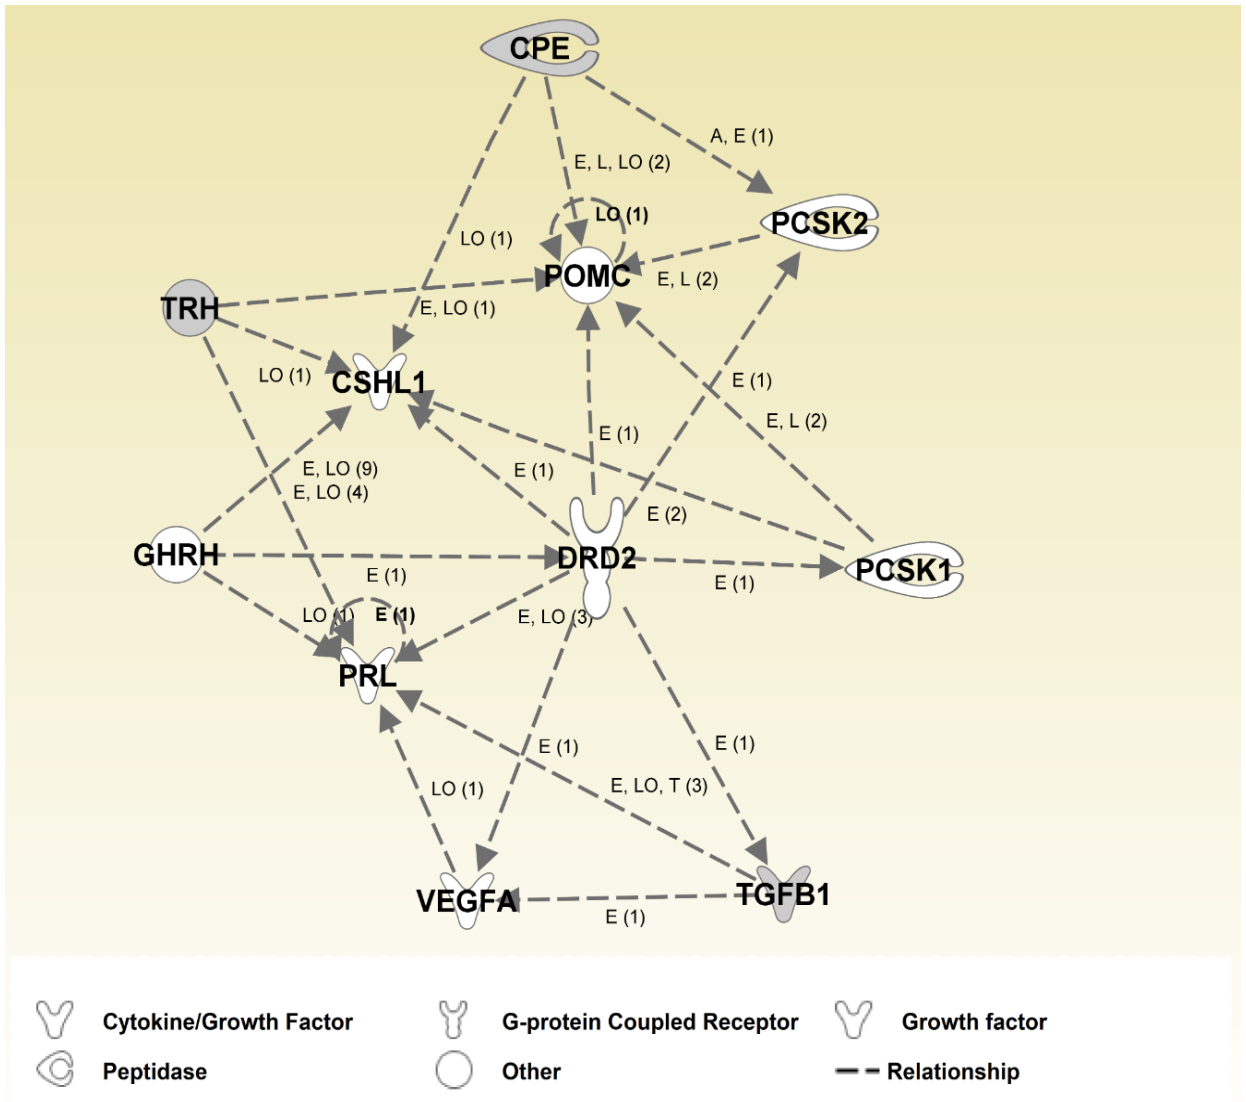 CPE
A, E (1)
E, L, LO (2)
LO (1)
PCSK2
LO (1)
POMC
E, L (2)
TRH
E, LO (1)
LO (1)
CSHL1
E (1)
E, L (2)
E (1)
E, LO (9)
E (1)
E, LO (4)
E (2)
GHRH
DRD2
PCSK1
E (1)
E (1)
LO (1)
E (1)
E, LO (3)
PRL
E (1)
E (1)
LO (1)
E, LO, T (3)
VEGFA
TGFB1
E (1)
Cytokine/Growth Factor
G-protein Coupled Receptor
Growth factor
Peptidase
Other
Relationship